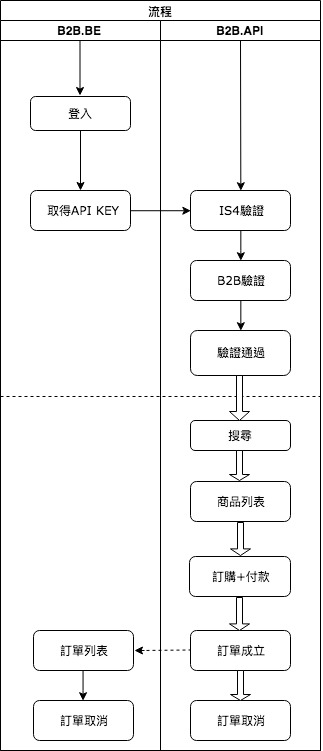 流程
B2B.BE
B2B.API
登入
取得API KEY
IS4驗證
B2B驗證
驗證通過
搜尋
商品列表
訂購+付款
訂單列表
訂單成立
訂單取消
訂單取消